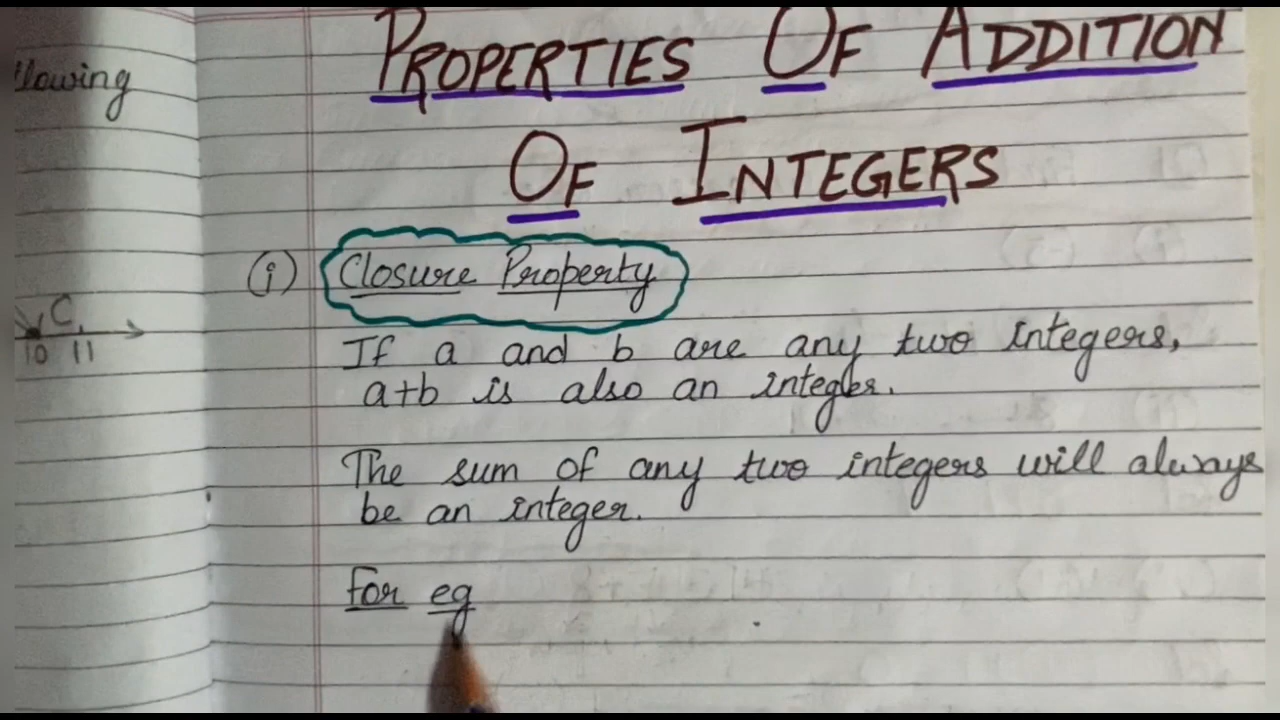 llowing
C
10 11
PROPERTIES OF ADDITION
OF INTEGERS
(i) Closure Property
If a and b are any two integers,
a+b is also an integer.
The sum of any two integers will always
be an integer.
For eg